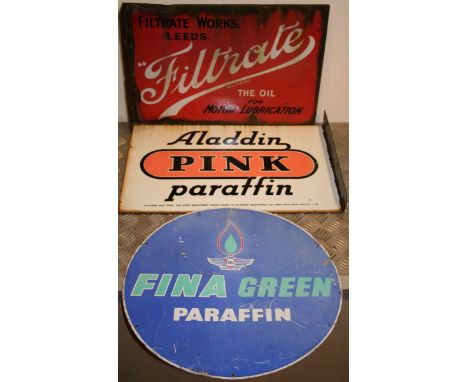 FILTRATE WORKS.
LEEDS.
"Filtrate
THE OIL
FOR
MOTOR LUBRICATION.
Aladdin
PINK
paraffin
FINA GREEN
PARAFFIN